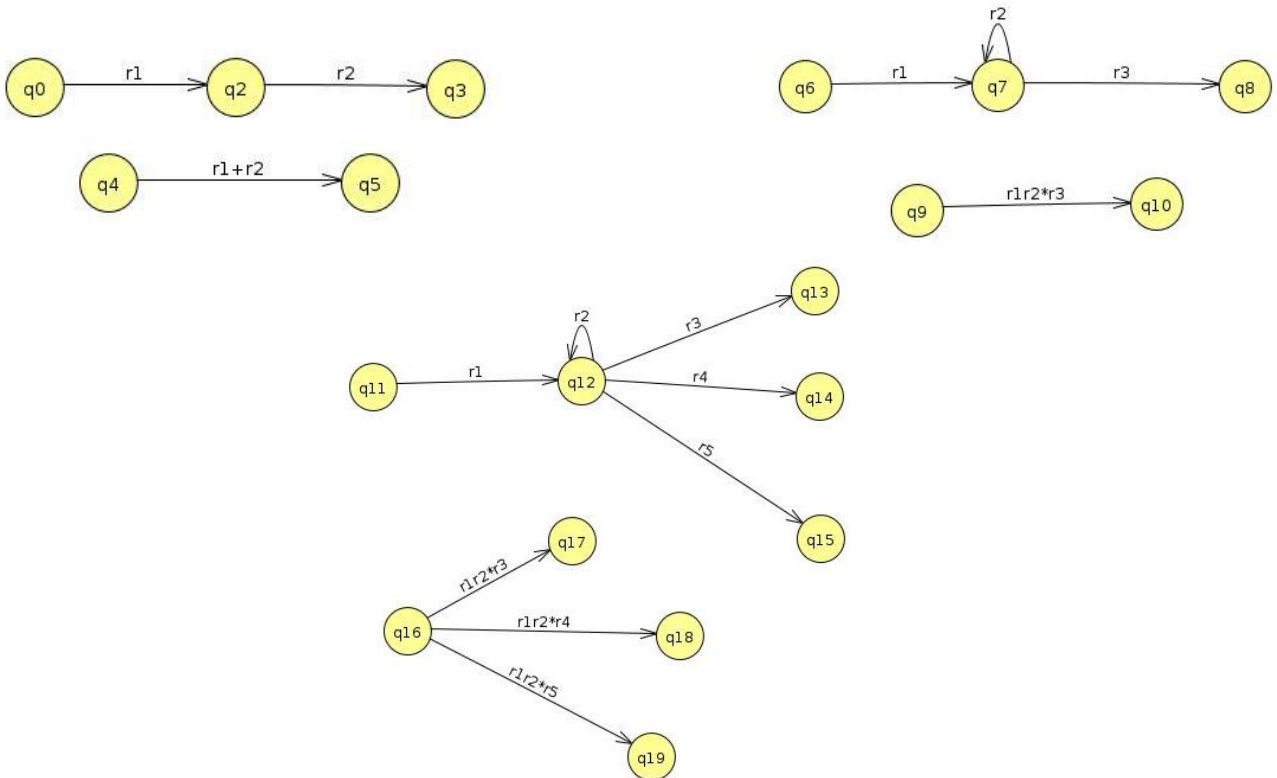 q0 r1 q2 r2 q3
q4 r1+r2 q5
r2
q6 r1 q7 r3 q8
q9 r1r2*r3 q10
r2
q11 r1 q12 r3 q13
r4 q14
r5 q15
q16 r1r2*r3 q17
r1r2*r4 q18
r1r2*r5 q19